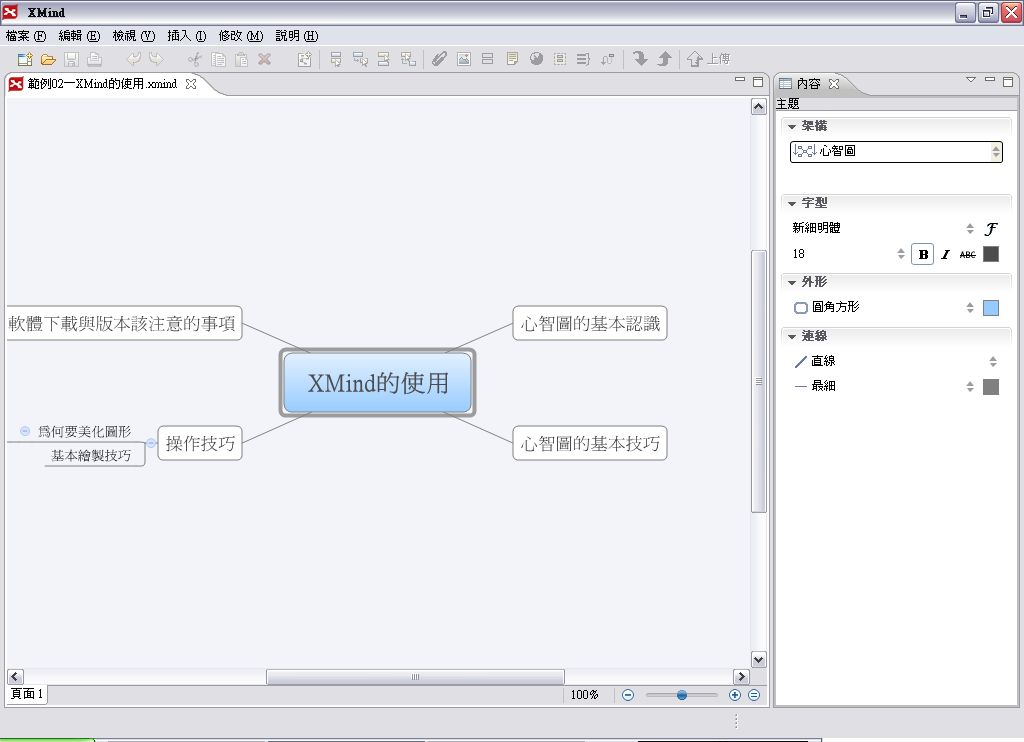 XMind
檔案 (F) 編輯 (E) 檢視 (V) 插入 (I) 修改 (M) 說明 (H)
上傳
範例02—XMind的使用.xmind
內容
主題
架構
心智圖
字型
新細明體
18 B I ABC
外形
圓角方形
連線
直線
最細
軟體下載與版本該注意的事項
心智圖的基本認識
XMind的使用
為何要美化圖形
基本繪製技巧
操作技巧
心智圖的基本技巧
頁面 1
100%